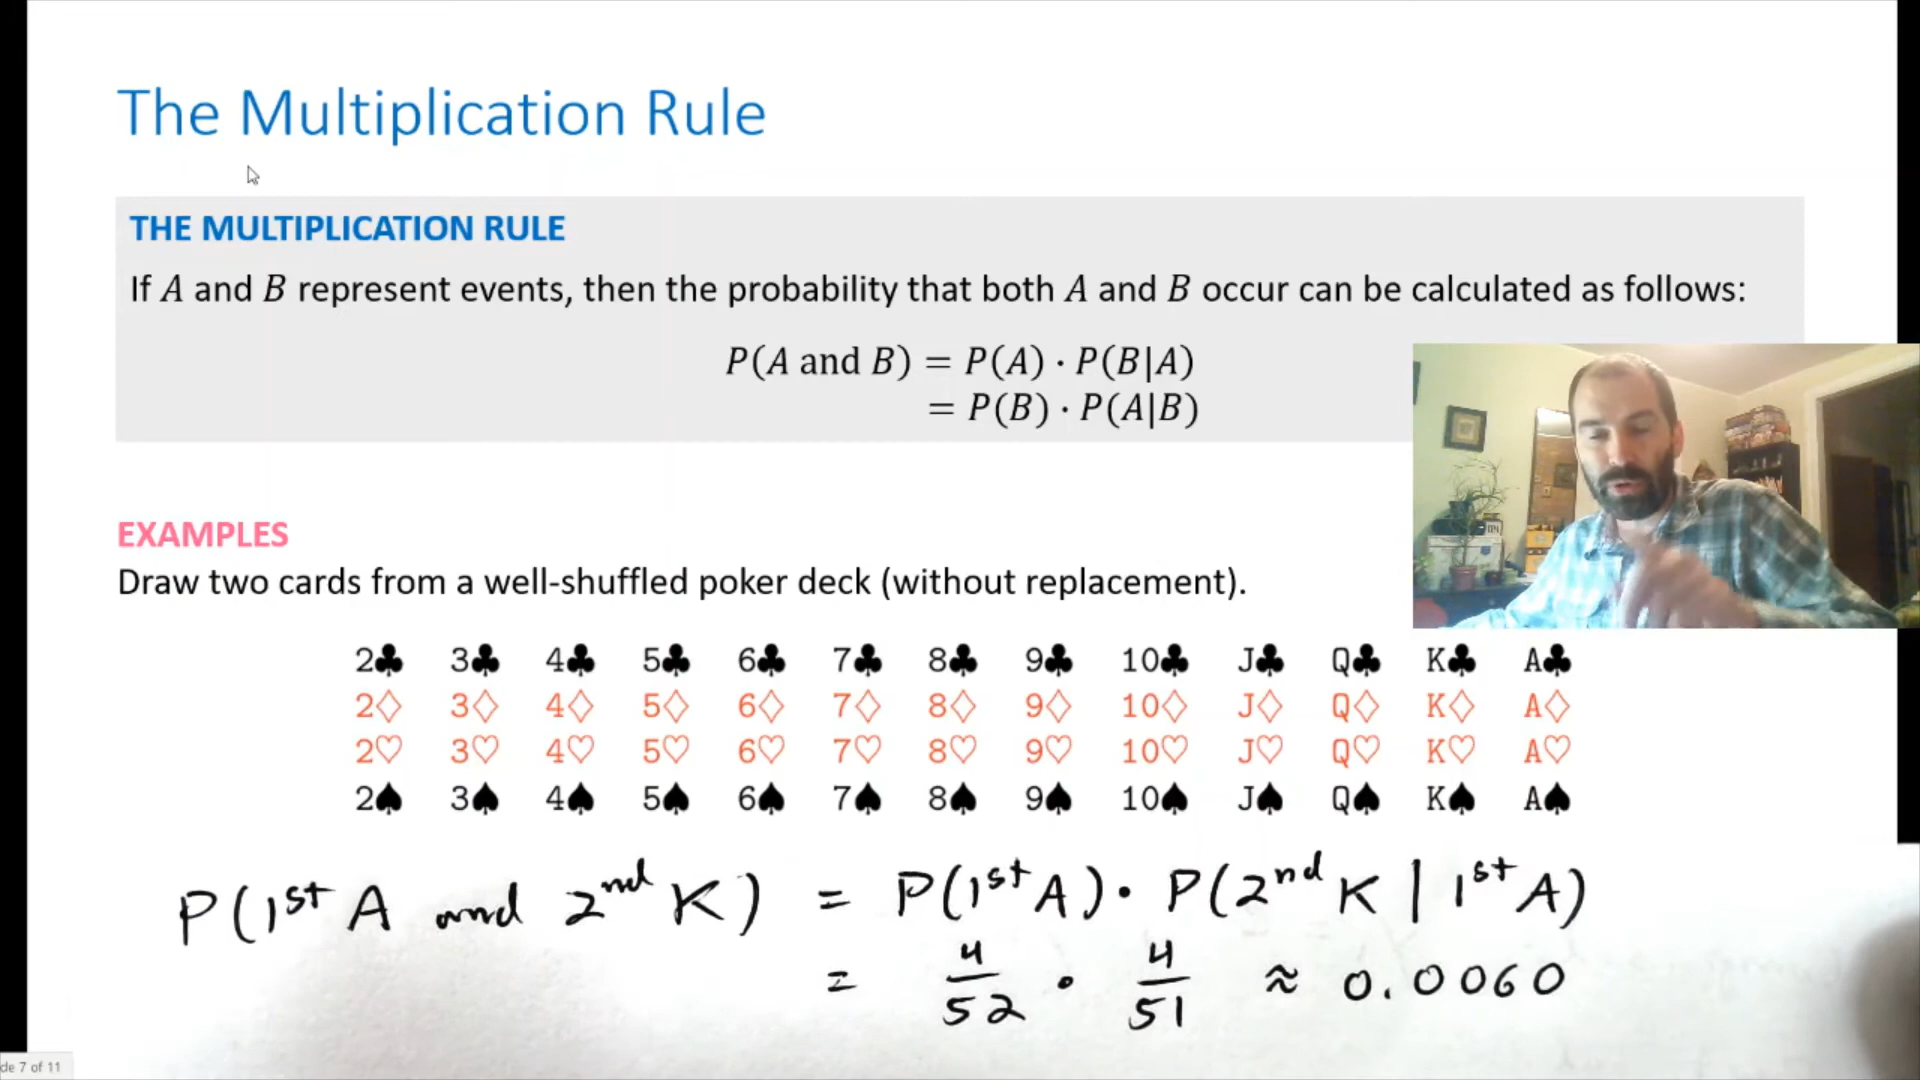 The Multiplication Rule
THE MULTIPLICATION RULE
If A and B represent events, then the probability that both A and B occur can be calculated as follows:
P(A and B) = P(A) · P(B|A)
= P(B) · P(A|B)
EXAMPLES
Draw two cards from a well-shuffled poker deck (without replacement).
2♣ 3♣ 4♣ 5♣ 6♣ 7♣ 8♣ 9♣ 10♣ J♣ Q♣ K♣ A♣
2♢ 3♢ 4♢ 5♢ 6♢ 7♢ 8♢ 9♢ 10♢ J♢ Q♢ K♢ A♢
2♡ 3♡ 4♡ 5♡ 6♡ 7♡ 8♡ 9♡ 10♡ J♡ Q♡ K♡ A♡
2♠ 3♠ 4♠ 5♠ 6♠ 7♠ 8♠ 9♠ 10♠ J♠ Q♠ K♠ A♠
P(1st A and 2nd K) = P(1st A) · P(2nd K | 1st A)
= 4/52 · 4/51 ≈ 0.0060
de 7 of 11